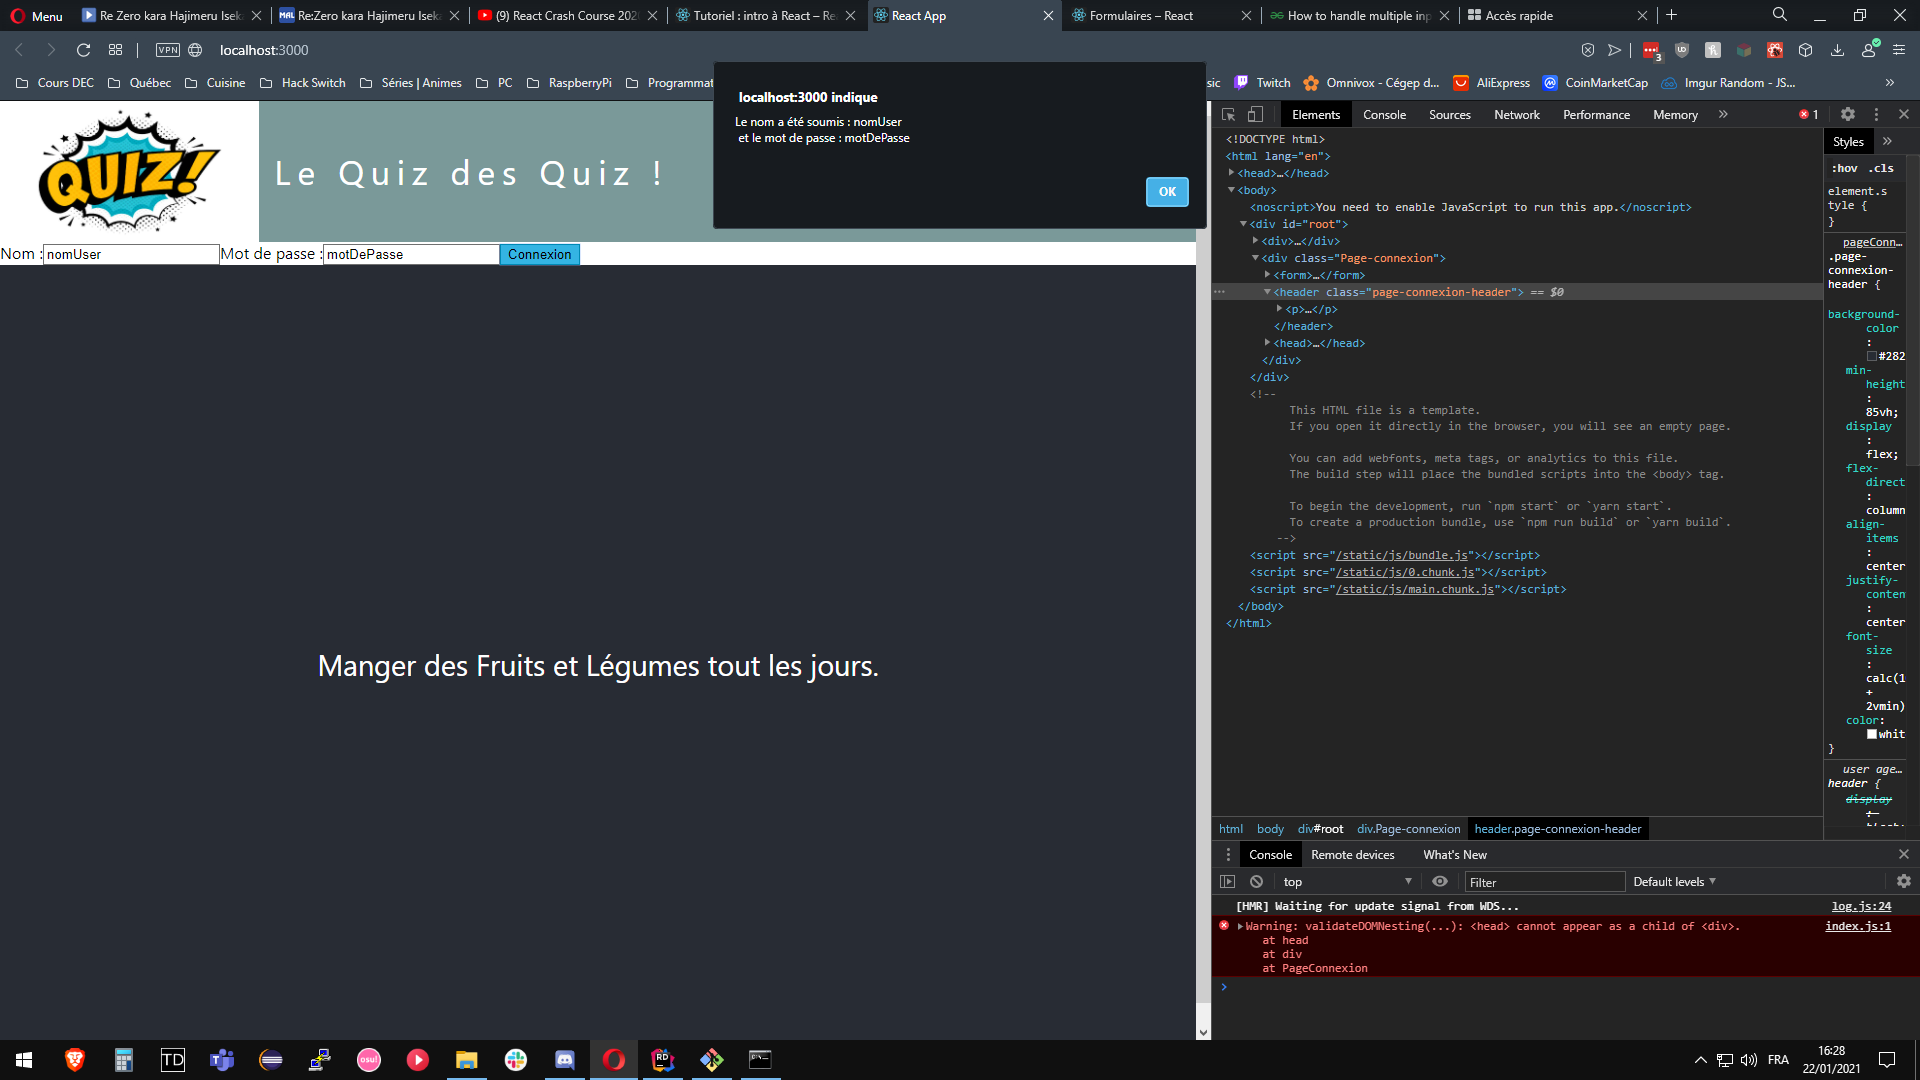 Menu
Re Zero kara Hajimeru Isek
MAL Re:Zero kara Hajimeru Isek
(9) React Crash Course 202
Tutoriel : intro à React – Re
React App
Formulaires – React
How to handle multiple inp
Accès rapide
VPN localhost:3000
3
Cours DEC Québec Cuisine Hack Switch Séries | Animes PC RaspberryPi Programmat sic Twitch Omnivox - Cégep d... AliExpress CoinMarketCap Imgur Random - JS... »
localhost:3000 indique
Le nom a été soumis : nomUser
et le mot de passe : motDePasse
OK
QUIZ!
Le Quiz des Quiz !
Nom : nomUser Mot de passe : motDePasse Connexion
Manger des Fruits et Légumes tout les jours.
Elements Console Sources Network Performance Memory » 1
<!DOCTYPE html>
<html lang="en">
<head>…</head>
<body>
<noscript>You need to enable JavaScript to run this app.</noscript>
<div id="root">
<div>…</div>
<div class="Page-connexion">
<form>…</form>
<header class="page-connexion-header"> == $0
<p>…</p>
</header>
<head>…</head>
</div>
</div>
<!--
This HTML file is a template.
If you open it directly in the browser, you will see an empty page.
You can add webfonts, meta tags, or analytics to this file.
The build step will place the bundled scripts into the <body> tag.
To begin the development, run `npm start` or `yarn start`.
To create a production bundle, use `npm run build` or `yarn build`.
-->
<script src="/static/js/bundle.js"></script>
<script src="/static/js/0.chunk.js"></script>
<script src="/static/js/main.chunk.js"></script>
</body>
</html>
Styles »
:hov .cls
element.s
tyle {
}
pageConn…
.page-
connexion-
header {
background-
color
:
#282
min-
height
:
85vh;
display
:
flex;
flex-
direct
:
column
align-
items
:
center
justify-
conten
:
center
font-
size
:
calc(1
+
2vmin)
color:
whit
}
user age…
header {
display
:
html body div#root div.Page-connexion header.page-connexion-header
Console Remote devices What's New
top Filter Default levels
[HMR] Waiting for update signal from WDS... log.js:24
Warning: validateDOMNesting(...): <head> cannot appear as a child of <div>. index.js:1
at head
at div
at PageConnexion
TD
osu!
RD
FRA
16:28
22/01/2021